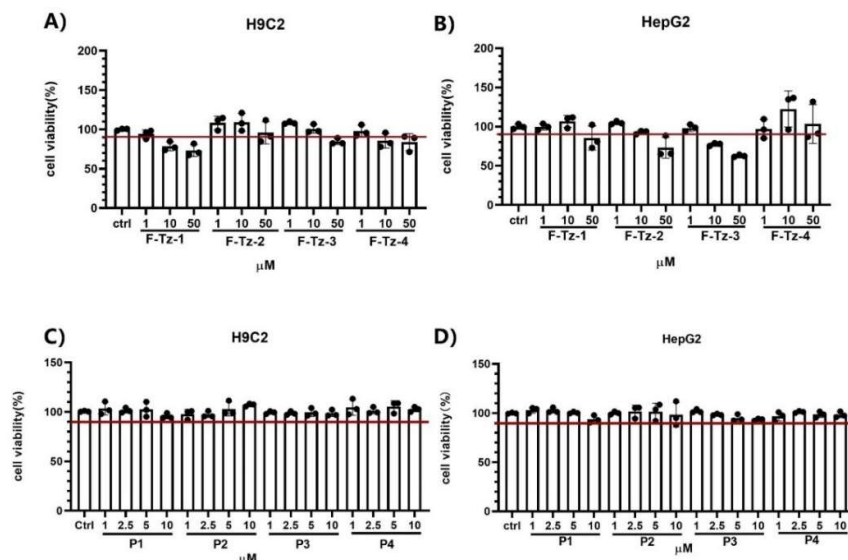 A)
H9C2
cell viability(%)
200
150
100
50
0
ctrl 1 10 50 1 10 50 1 10 50 1 10 50
F-Tz-1 F-Tz-2 F-Tz-3 F-Tz-4
μM
B)
HepG2
cell viability(%)
200
150
100
50
0
ctrl 1 10 50 1 10 50 1 10 50 1 10 50
F-Tz-1 F-Tz-2 F-Tz-3 F-Tz-4
μM
C)
H9C2
cell viability(%)
150
100
50
0
Ctrl 1 2.5 5 10 1 2.5 5 10 1 2.5 5 10 1 2.5 5 10
P1 P2 P3 P4
μM
D)
HepG2
cell viability(%)
150
100
50
0
ctrl 1 2.5 5 10 1 2.5 5 10 1 2.5 5 10 1 2.5 5 10
P1 P2 P3 P4
μM